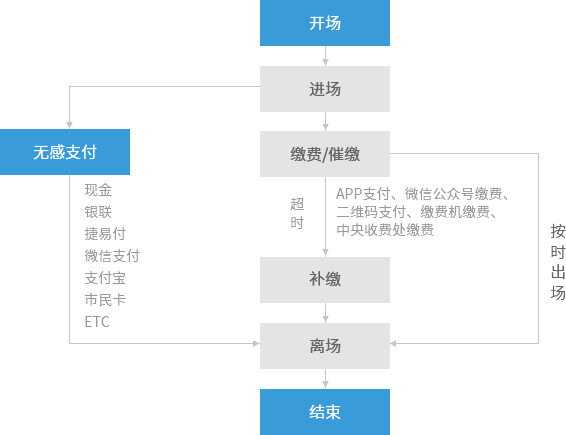 开场
进场
无感支付
缴费/催缴
现金
银联
捷易付
微信支付
支付宝
市民卡
ETC
超
时
APP支付、微信公众号缴费、
二维码支付、缴费机缴费、
中央收费处缴费
按
时
出
场
补缴
离场
结束